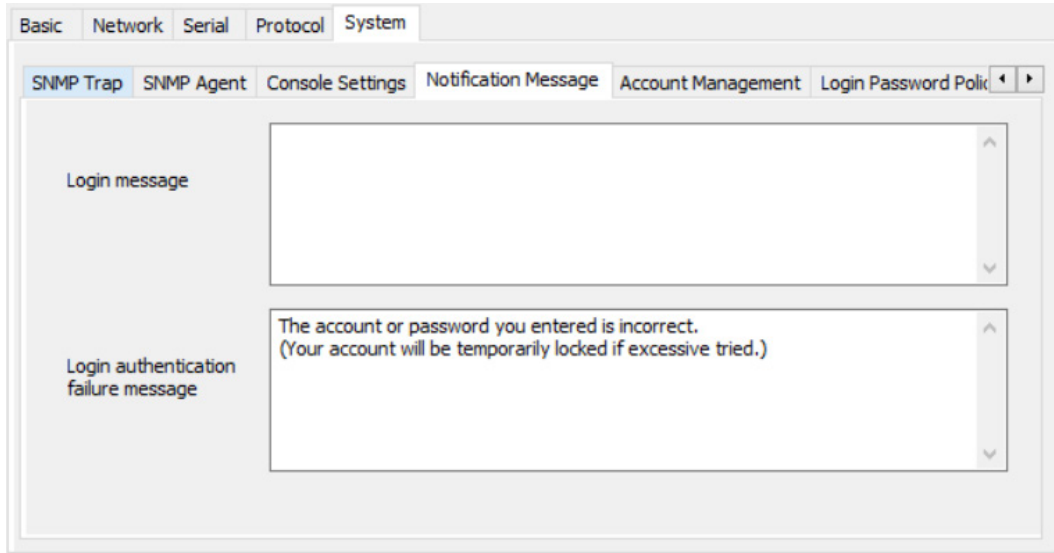 Basic Network Serial Protocol System
SNMP Trap SNMP Agent Console Settings Notification Message Account Management Login Password
Login message
The account or password you entered is incorrect.
(Your account will be temporarily locked if excessive tried.)
Login authentication
failure message